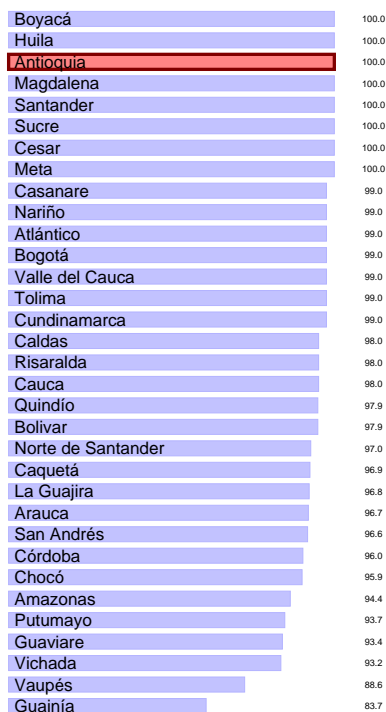 Boyacá 100.0
Huila 100.0
Antioquia 100.0
Magdalena 100.0
Santander 100.0
Sucre 100.0
Cesar 100.0
Meta 100.0
Casanare 99.0
Nariño 99.0
Atlántico 99.0
Bogotá 99.0
Valle del Cauca 99.0
Tolima 99.0
Cundinamarca 99.0
Caldas 98.0
Risaralda 98.0
Cauca 98.0
Quindío 97.9
Bolivar 97.9
Norte de Santander 97.0
Caquetá 96.9
La Guajira 96.8
Arauca 96.7
San Andrés 96.6
Córdoba 96.0
Chocó 95.9
Amazonas 94.4
Putumayo 93.7
Guaviare 93.4
Vichada 93.2
Vaupés 88.6
Guainía 83.7